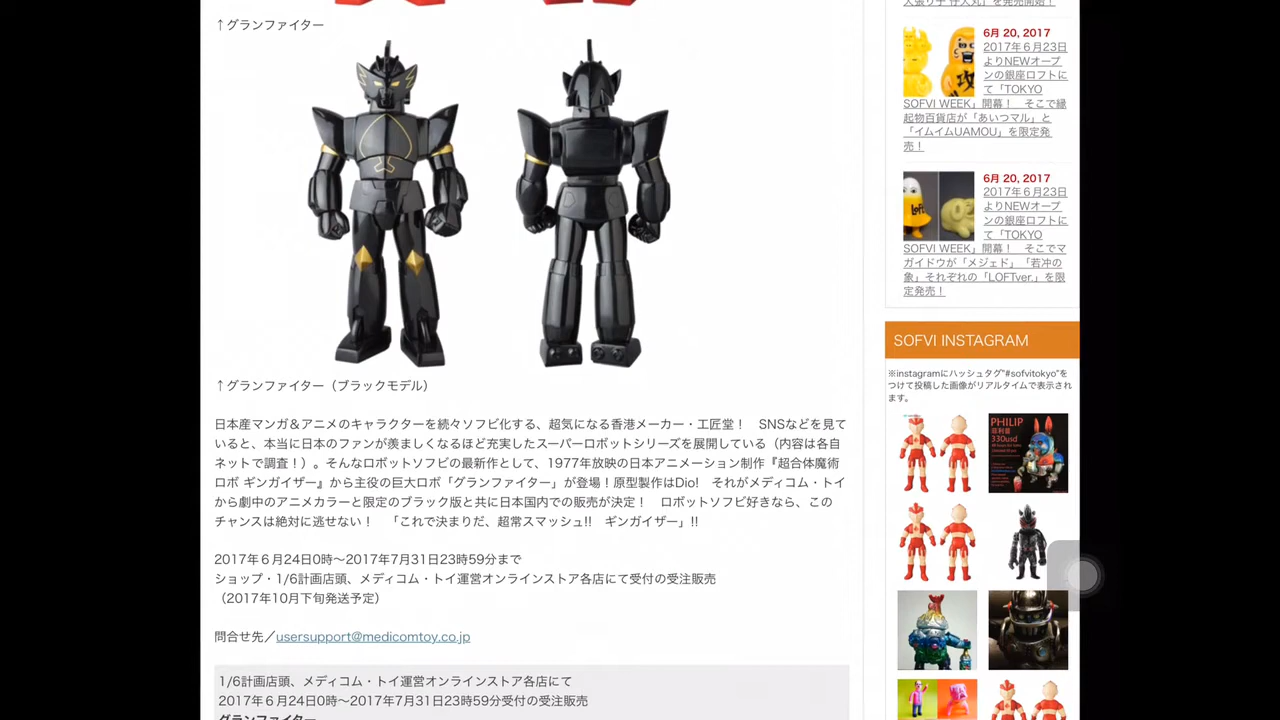 ↑グランファイター
↑グランファイター（ブラックモデル）
日本産マンガ＆アニメのキャラクターを続々ソフビ化する、超気になる香港メーカー・工匠堂！　SNSなどを見て
いると、本当に日本のファンが羨ましくなるほど充実したスーパーロボットシリーズを展開している（内容は各自
ネットで調査！）。そんなロボットソフビの最新作として、1977年放映の日本アニメーション制作『超合体魔術
ロボ ギンガイザー』から主役の巨大ロボ「グランファイター」が登場！原型製作はDio!　それがメディコム・トイ
から劇中のアニメカラーと限定のブラック版と共に日本国内での販売が決定！　ロボットソフビ好きなら、この
チャンスは絶対に逃せない！　「これで決まりだ、超常スマッシュ!!　ギンガイザー」!!
2017年６月24日0時〜2017年7月31日23時59分まで
ショップ・1/6計画店頭、メディコム・トイ運営オンラインストア各店にて受付の受注販売
（2017年10月下旬発送予定）
問合せ先／usersupport@medicomtoy.co.jp
1/6計画店頭、メディコム・トイ運営オンラインストア各店にて
2017年６月24日0時〜2017年7月31日23時59分受付の受注販売
グランファイター
発売開始！
6月 20, 2017
2017年６月23日
よりNEWオープ
ンの銀座ロフトに
て「TOKYO
SOFVI WEEK」開幕！　そこで縁
起物百貨店が「あいつマル」と
「イムイムUAMOU」を限定発
売！
攻
6月 20, 2017
2017年６月23日
よりNEWオープ
ンの銀座ロフトに
て「TOKYO
SOFVI WEEK」開幕！　そこでマ
ガイドウが「メジェド」「若冲の
象」それぞれの「LOFTver.」を限
定発売！
Loft
SOFVI INSTAGRAM
※instagramにハッシュタグ"#sofvitokyo"を
つけて投稿した画像がリアルタイムで表示され
ます。
PHILIP
330usd